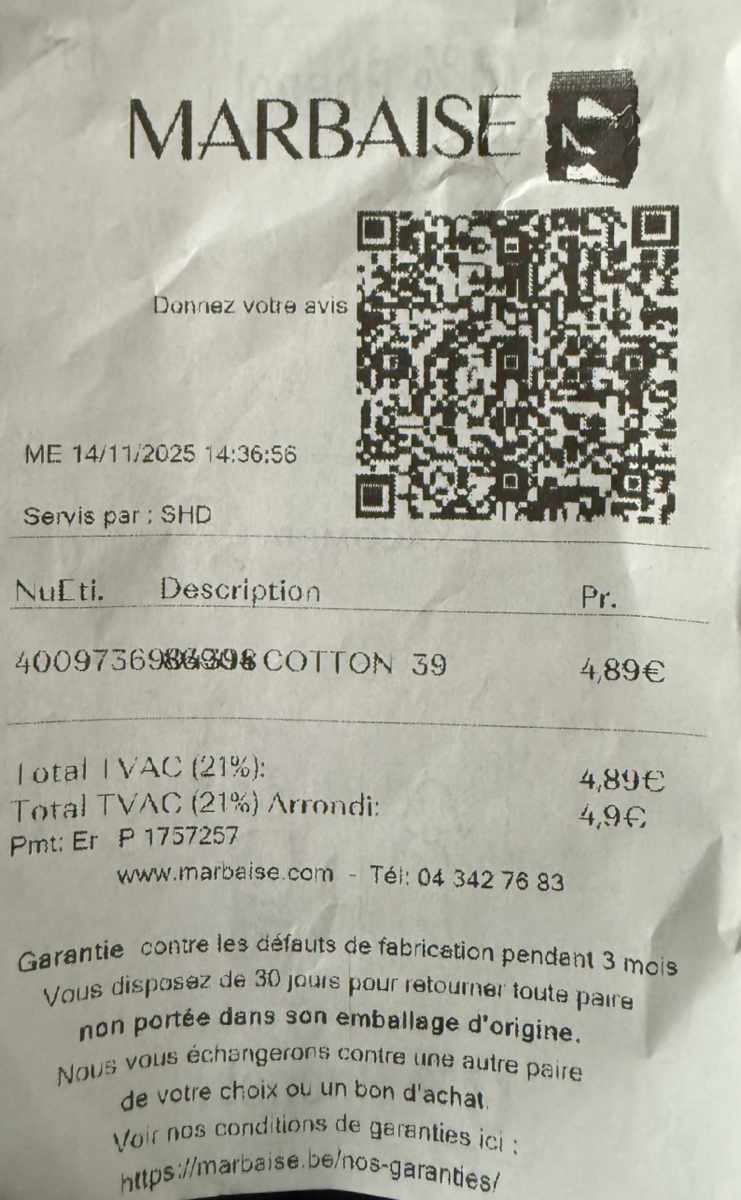 MARBAISE
Donnez votre avis
ME 14/11/2025 14:36:56
Servis par : SHD
NuEti. Description Pr.
COTTON 39 4,89€
Total TVAC (21%): 4,89€
Total TVAC (21%) Arrondi: 4,9€
Pmt: Er P 1757257
www.marbaise.com - Tél: 04 342 76 83
Garantie contre les défauts de fabrication pendant 3 mois
Vous disposez de 30 jours pour retourner toute paire
non portée dans son emballage d'origine.
Nous vous échangerons contre une autre paire
de votre choix ou un bon d'achat.
Voir nos conditions de garanties ici :
https://marbaise.be/nos-garanties/